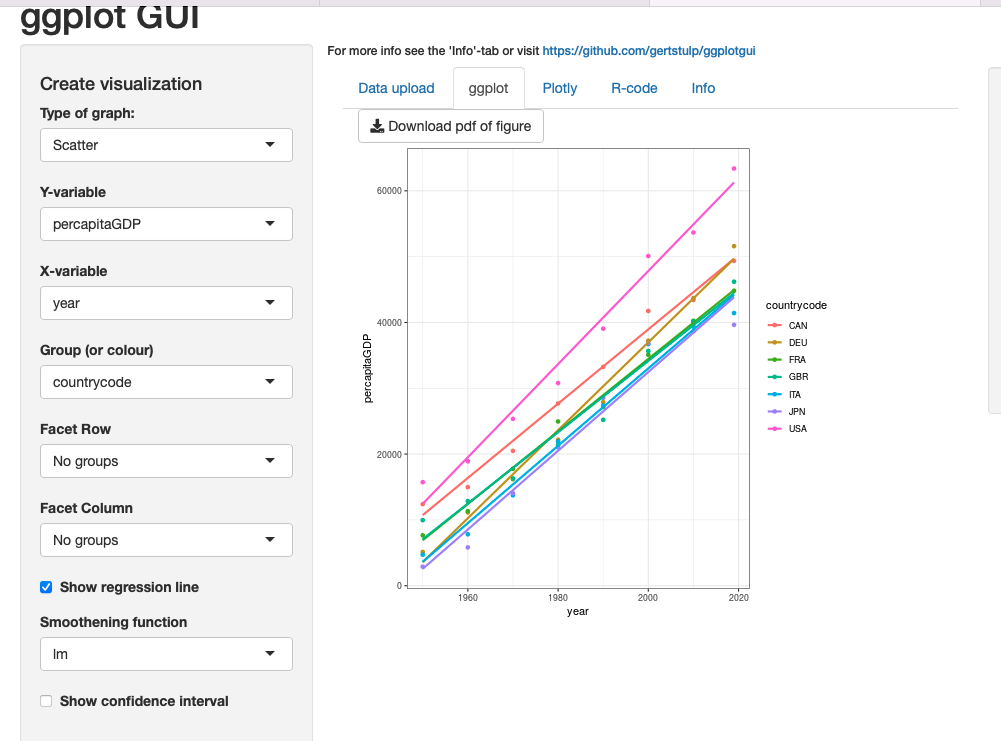 ggplot GUI
Create visualization
Type of graph:
Scatter
Y-variable
percapitaGDP
X-variable
year
Group (or colour)
countrycode
Facet Row
No groups
Facet Column
No groups
Show regression line
Smoothening function
lm
Show confidence interval
For more info see the 'Info'-tab or visit https://github.com/gertstulp/ggplotgui
Data upload ggplot Plotly R-code Info
Download pdf of figure
percapitaGDP
60000
40000
20000
0
1960 1980 2000 2020
year
countrycode
CAN
DEU
FRA
GBR
ITA
JPN
USA